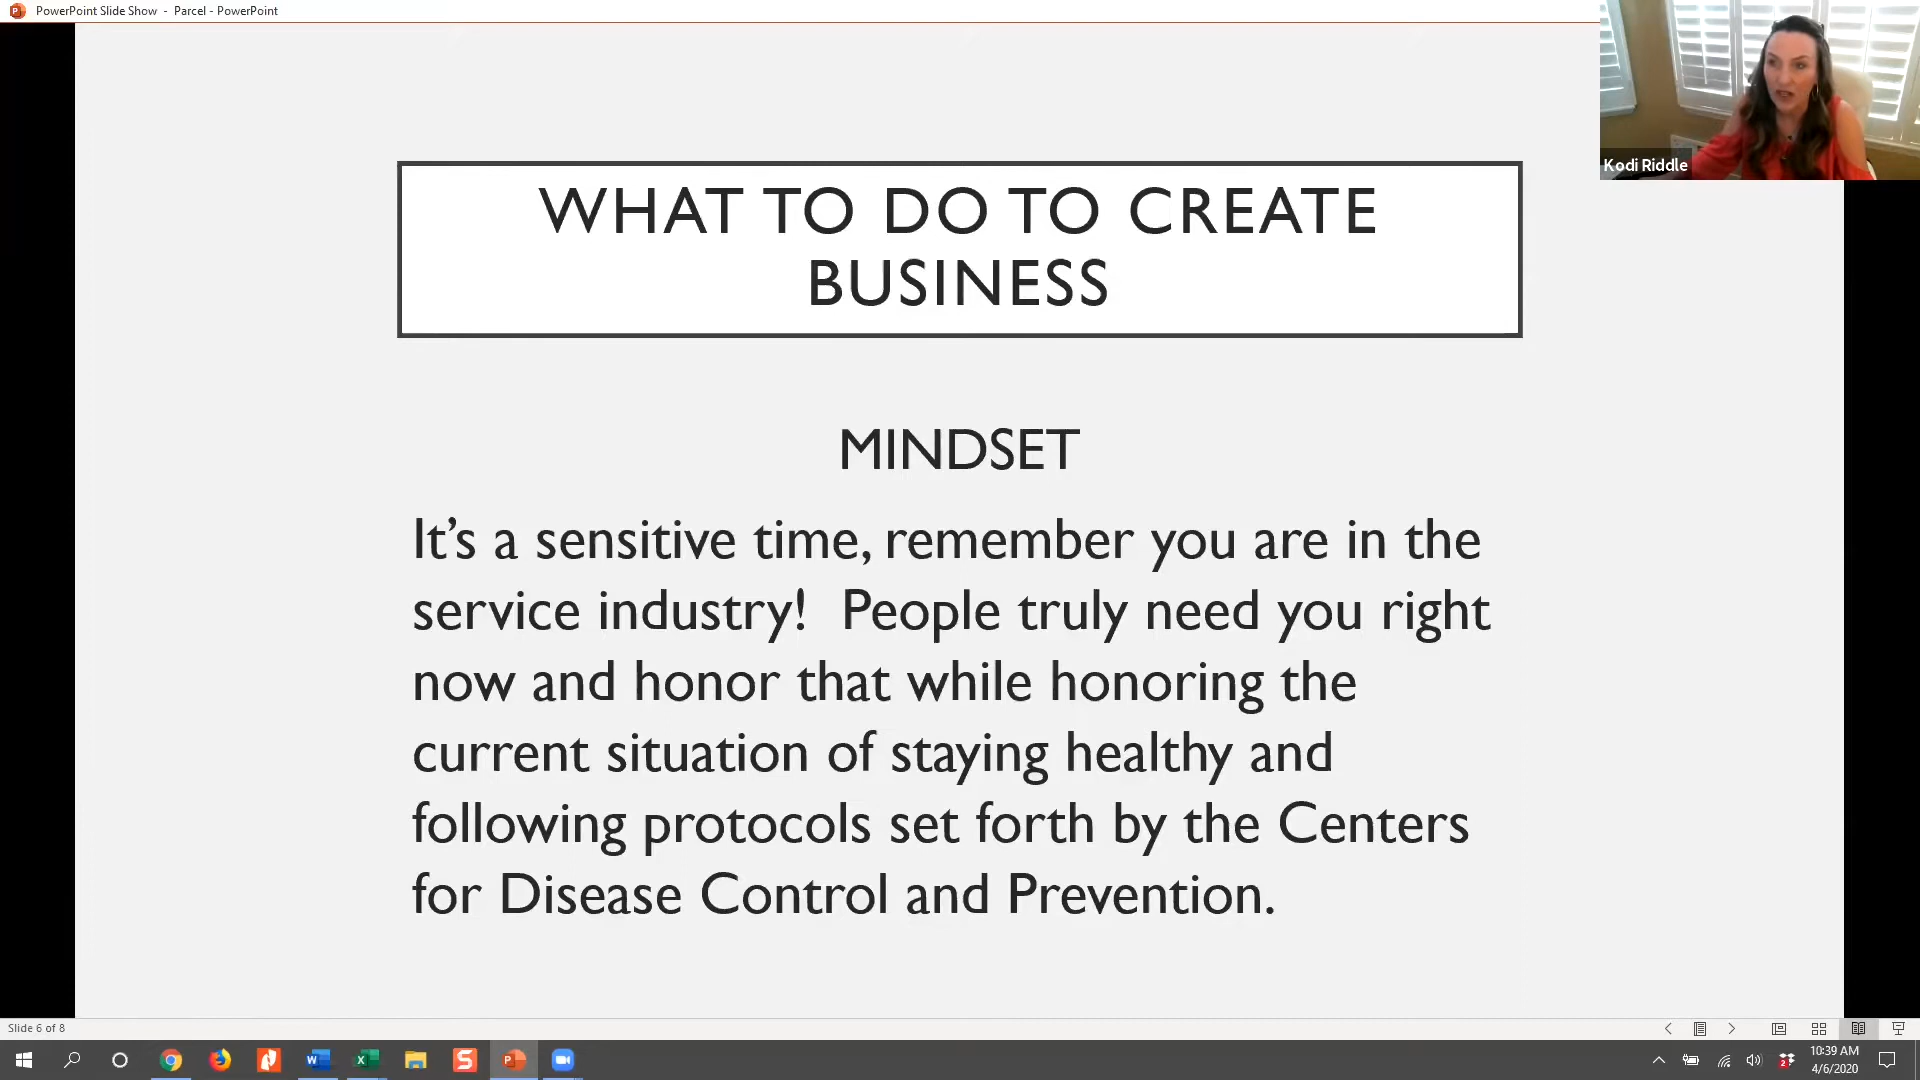 PowerPoint Slide Show - Parcel - PowerPoint
Kodi Riddle
WHAT TO DO TO CREATE
BUSINESS
MINDSET
It’s a sensitive time, remember you are in the
service industry!  People truly need you right
now and honor that while honoring the
current situation of staying healthy and
following protocols set forth by the Centers
for Disease Control and Prevention.
Slide 6 of 8
10:39 AM
4/6/2020